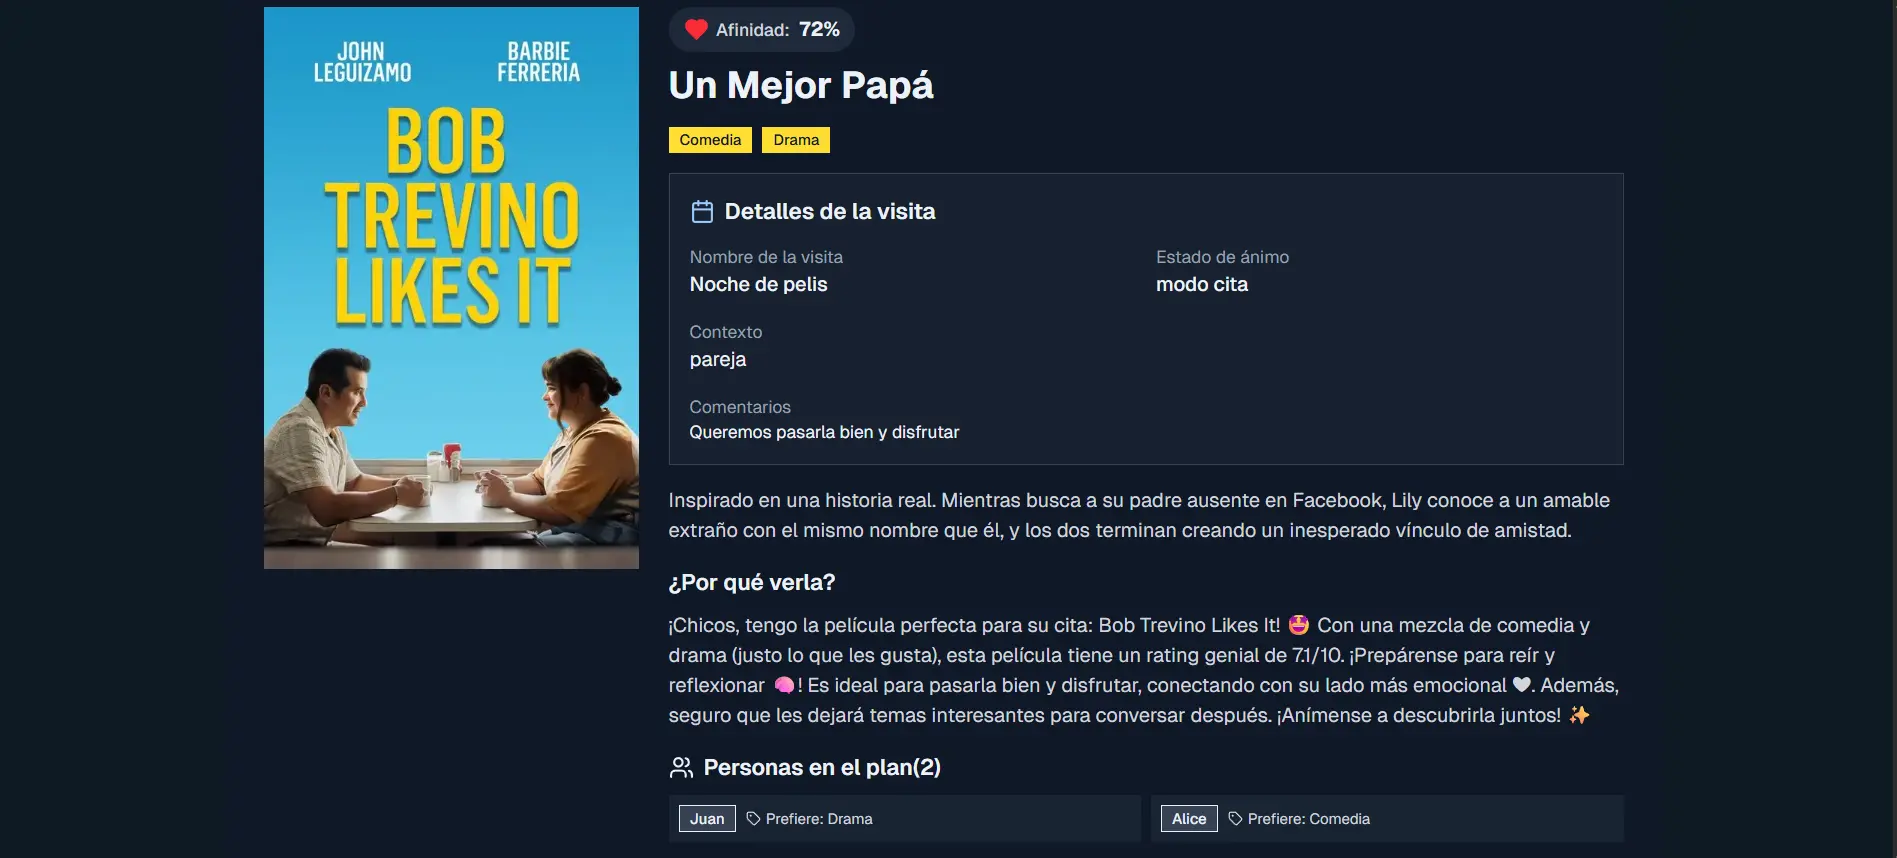 JOHN
LEGUIZAMO
BARBIE
FERRERIA
BOB
TREVINO
LIKES IT
Afinidad: 72%
Un Mejor Papá
Comedia
Drama
Detalles de la visita
Nombre de la visita
Noche de pelis
Estado de ánimo
modo cita
Contexto
pareja
Comentarios
Queremos pasarla bien y disfrutar
Inspirado en una historia real. Mientras busca a su padre ausente en Facebook, Lily conoce a un amable
extraño con el mismo nombre que él, y los dos terminan creando un inesperado vínculo de amistad.
¿Por qué verla?
¡Chicos, tengo la película perfecta para su cita: Bob Trevino Likes It! 🤩 Con una mezcla de comedia y
drama (justo lo que les gusta), esta película tiene un rating genial de 7.1/10. ¡Prepárense para reír y
reflexionar 🧠! Es ideal para pasarla bien y disfrutar, conectando con su lado más emocional 🤍. Además,
seguro que les dejará temas interesantes para conversar después. ¡Anímense a descubrirla juntos! ✨
Personas en el plan(2)
Juan
Prefiere: Drama
Alice
Prefiere: Comedia